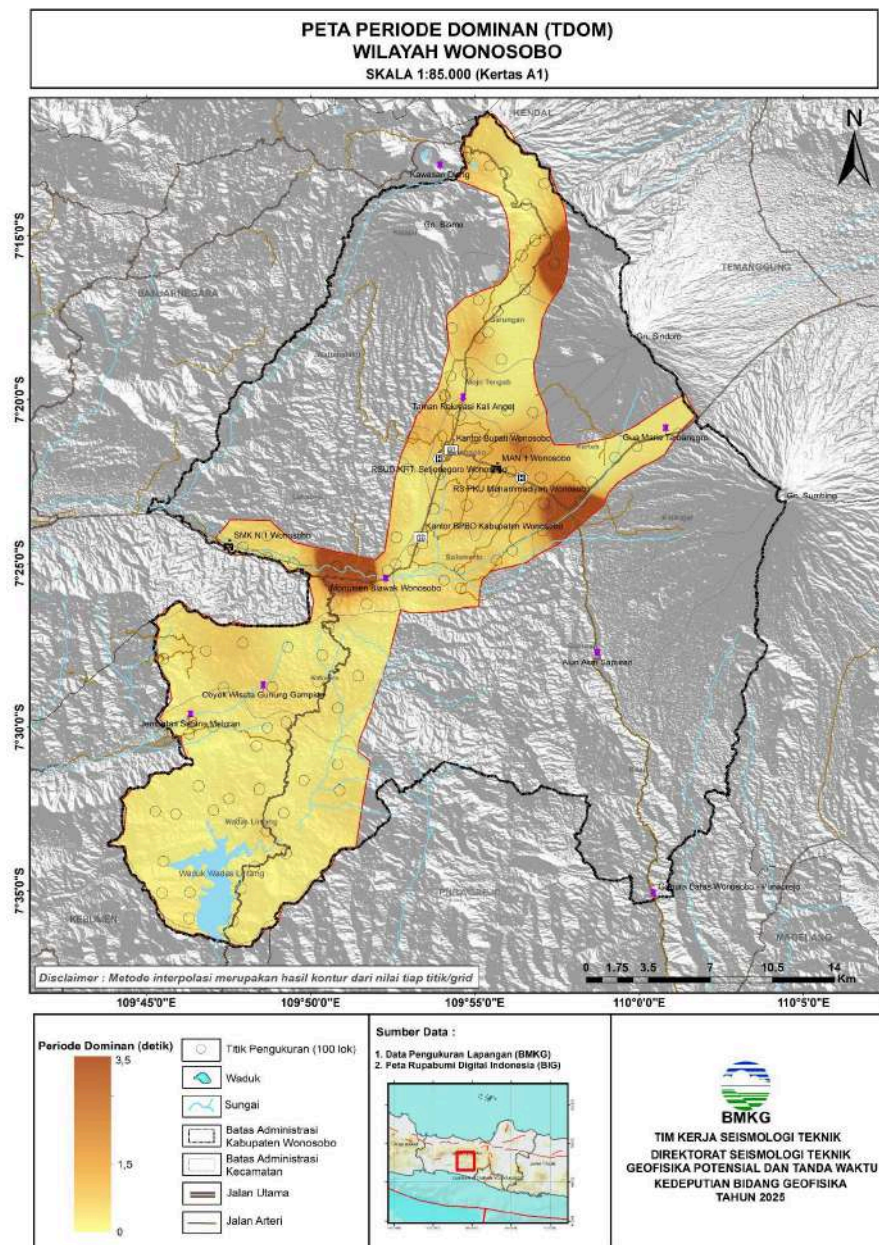 PETA PERIODE DOMINAN (TDOM)
WILAYAH WONOSOBO
SKALA 1:85.000 (Kertas A1)
KENDAL
N
Kawasan Dieng
Gn. Bisma
7°15'0"S
TEMANGGUNG
BANJARNEGARA
Garungan
Gn. Sindoro
7°20'0"S
Mojo Tengah
Taman Rekreasi Kali Anget
Kantor Bupati Wonosobo
Gua Maria
MAN 1 Wonosobo
Kertek
RSUD KRT. Setjonegoro Wonosobo
RS PKU Muhammadiyah Wonosobo
Gn. Sumbing
Kantor BPBD Kabupaten Wonosobo
SMK N 1 Wonosobo
7°25'0"S
Selomerto
Monumen Biawak Wonosobo
Alun Alun Sapuran
Obyek Wisata Gunung Gamping
7°30'0"S
Wadas Lintang
Waduk Wadas Lintang
7°35'0"S
KEBUMEN
PURWOREJO
MAGELANG
Disclaimer : Metode interpolasi merupakan hasil kontur dari nilai tiap titik/grid
0 1.75 3.5 7 10.5 14
Km
109°45'0"E 109°50'0"E 109°55'0"E 110°0'0"E 110°5'0"E
Periode Dominan (detik)
3,5
1,5
0
Titik Pengukuran (100 lok)
Waduk
Sungai
Batas Administrasi
Kabupaten Wonosobo
Batas Administrasi
Kecamatan
Jalan Utama
Jalan Arteri
Sumber Data :
1. Data Pengukuran Lapangan (BMKG)
2. Peta Rupabumi Digital Indonesia (BIG)
BMKG
TIM KERJA SEISMOLOGI TEKNIK
DIREKTORAT SEISMOLOGI TEKNIK
GEOFISIKA POTENSIAL DAN TANDA WAKTU
KEDEPUTIAN BIDANG GEOFISIKA
TAHUN 2025